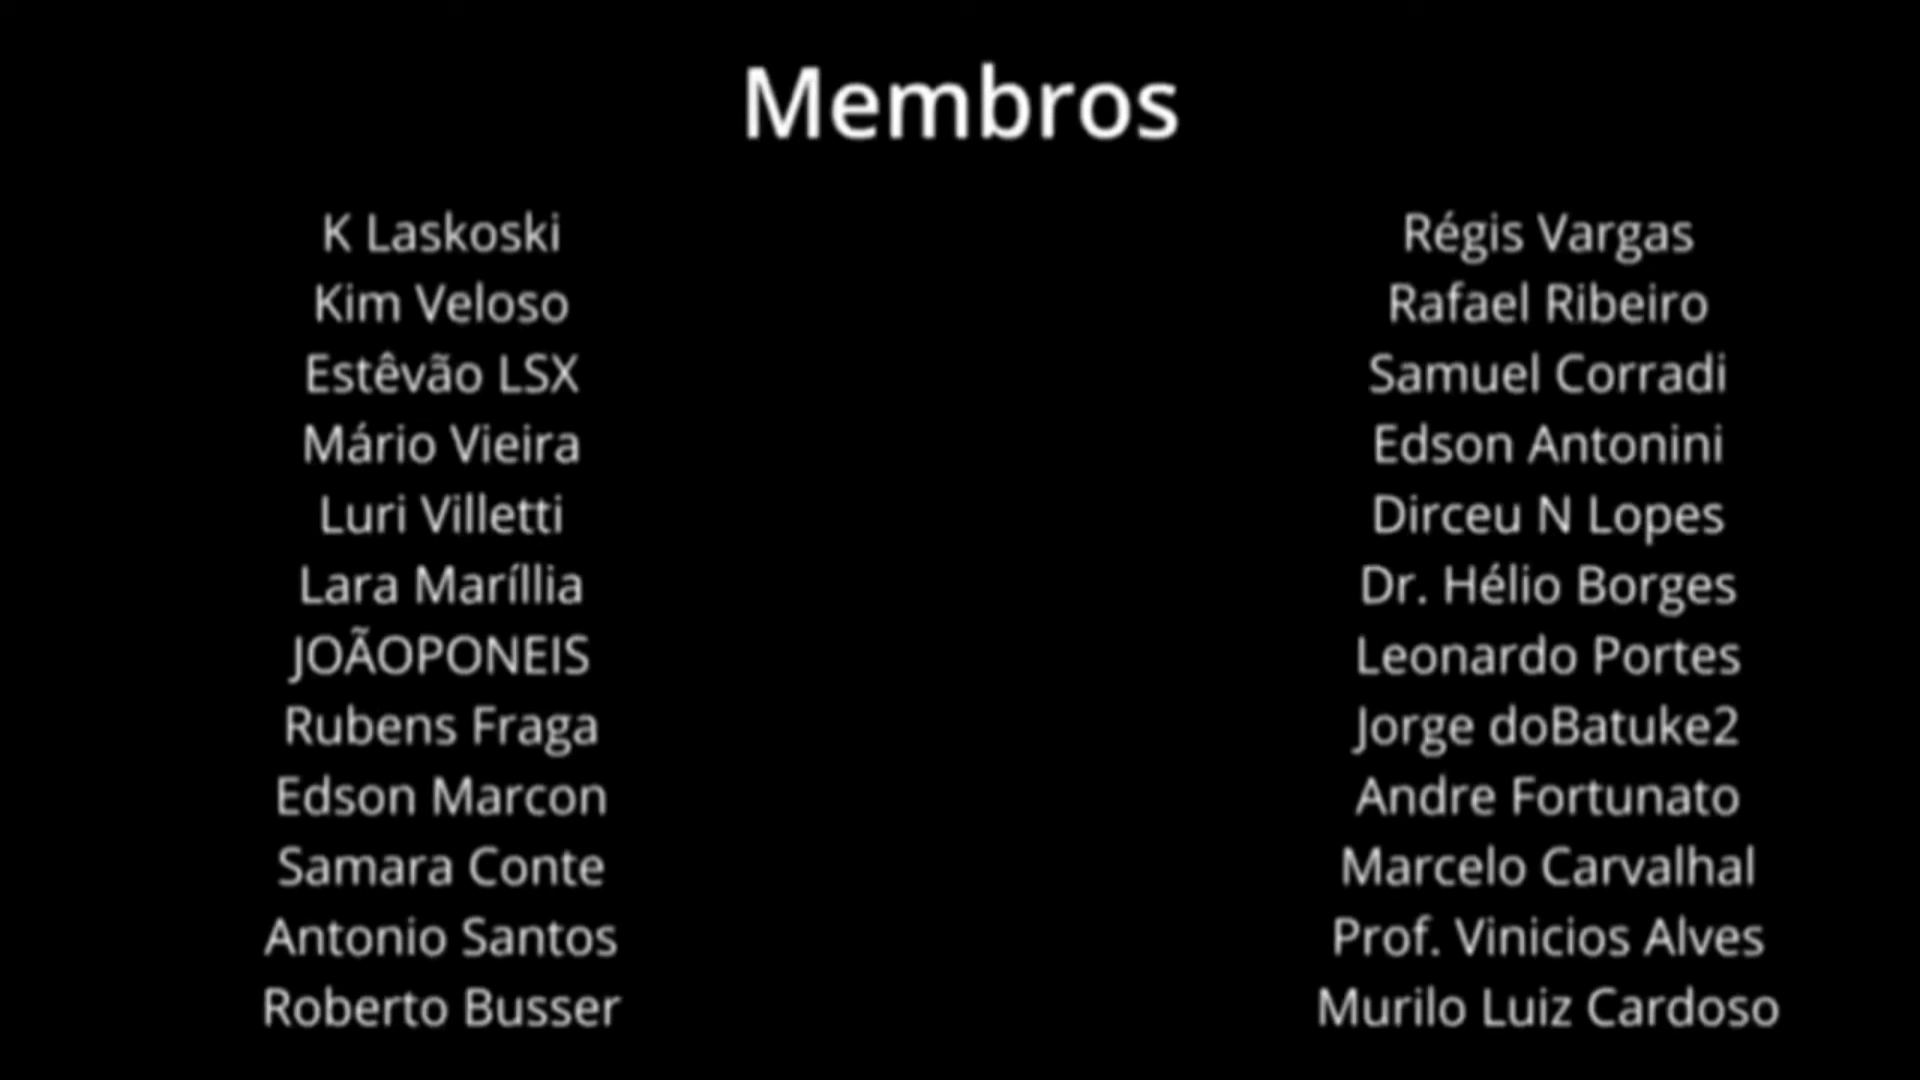 Membros
K Laskoski
Kim Veloso
Estêvão LSX
Mário Vieira
Luri Villetti
Lara Maríllia
JOÃOPONEIS
Rubens Fraga
Edson Marcon
Samara Conte
Antonio Santos
Roberto Busser
Régis Vargas
Rafael Ribeiro
Samuel Corradi
Edson Antonini
Dirceu N Lopes
Dr. Hélio Borges
Leonardo Portes
Jorge doBatuke2
Andre Fortunato
Marcelo Carvalhal
Prof. Vinicios Alves
Murilo Luiz Cardoso